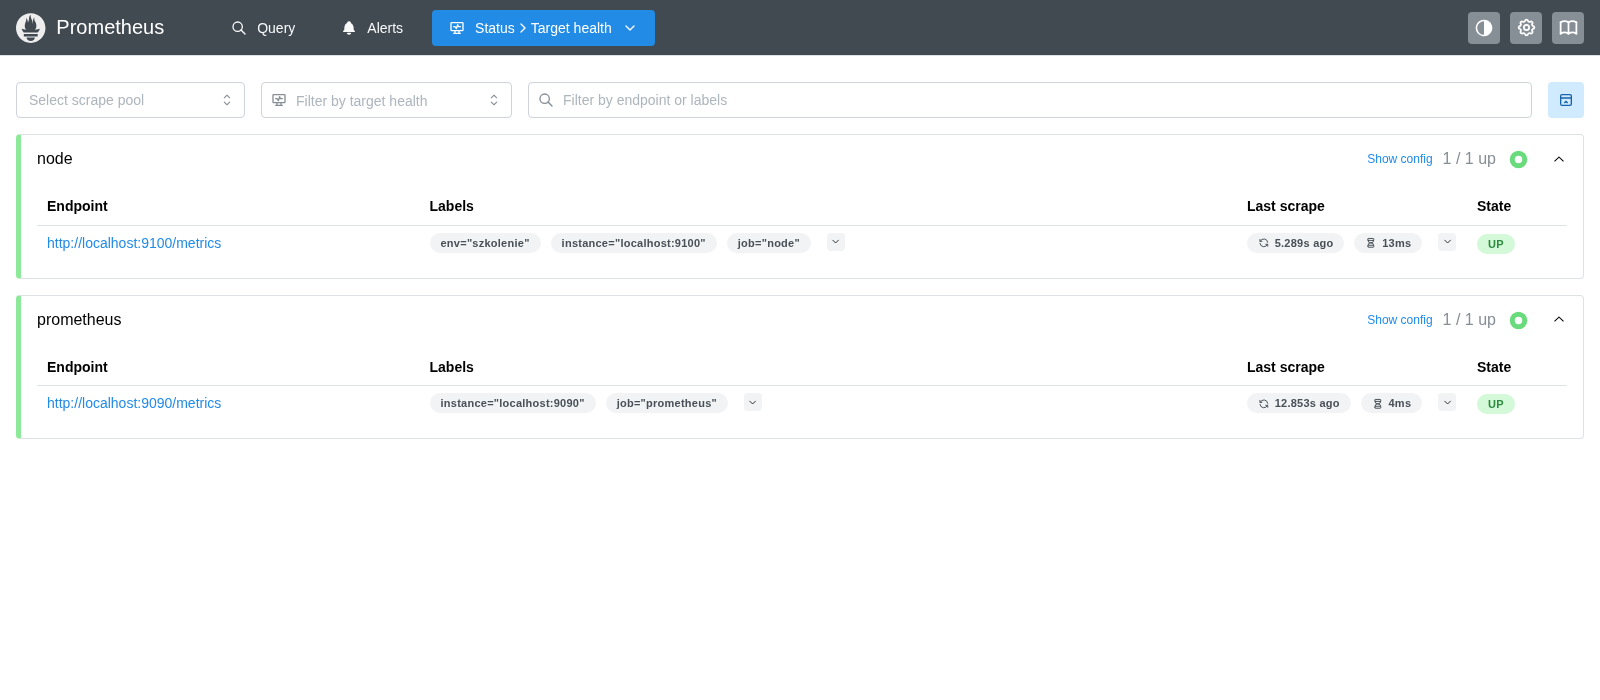 Prometheus Query Alerts Status > Target health
Select scrape pool Filter by target health Filter by endpoint or labels
node Show config 1 / 1 up
Endpoint Labels Last scrape State
http://localhost:9100/metrics env="szkolenie" instance="localhost:9100" job="node" 5.289s ago 13ms UP
prometheus Show config 1 / 1 up
Endpoint Labels Last scrape State
http://localhost:9090/metrics instance="localhost:9090" job="prometheus" 12.853s ago 4ms UP